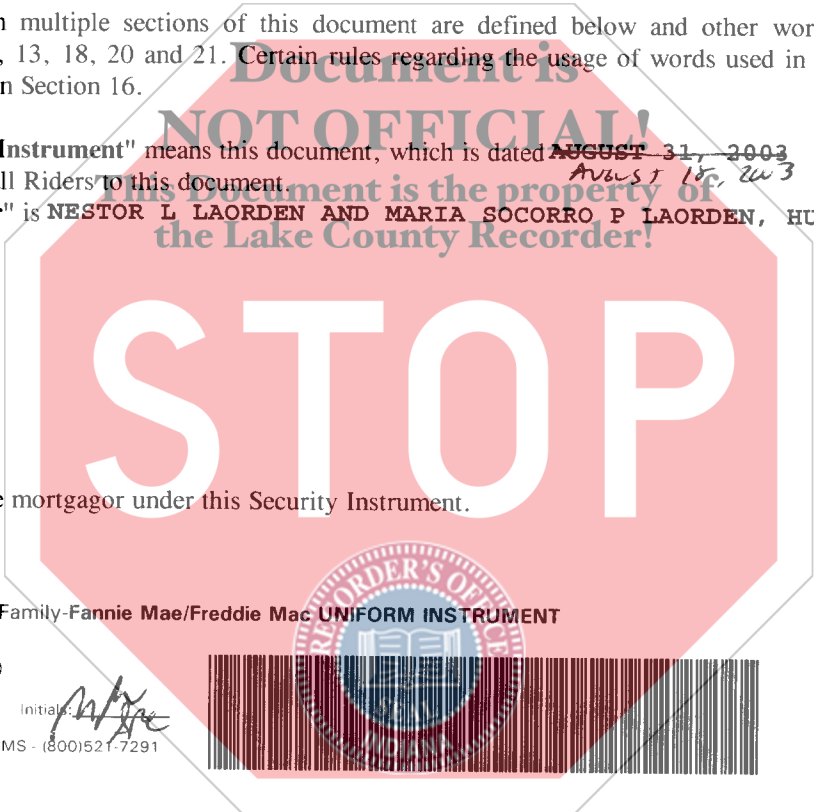 n multiple sections of this document are defined below and other wor
, 13, 18, 20 and 21. Certain rules regarding the usage of words used in
n Section 16.
Document is
NOT OFFICIAL!
Instrument" means this document, which is dated AUGUST 31, 2003
AUGUST 18, 2003
ll Riders to this document.
This Document is the property of
" is NESTOR L LAORDEN AND MARIA SOCORRO P LAORDEN, HU
the Lake County Recorder!
STOP
e mortgagor under this Security Instrument.
RECORDER'S OFFICE
Family-Fannie Mae/Freddie Mac UNIFORM INSTRUMENT
Initials:
SEAL
MS - (800)521-7291
INDIANA